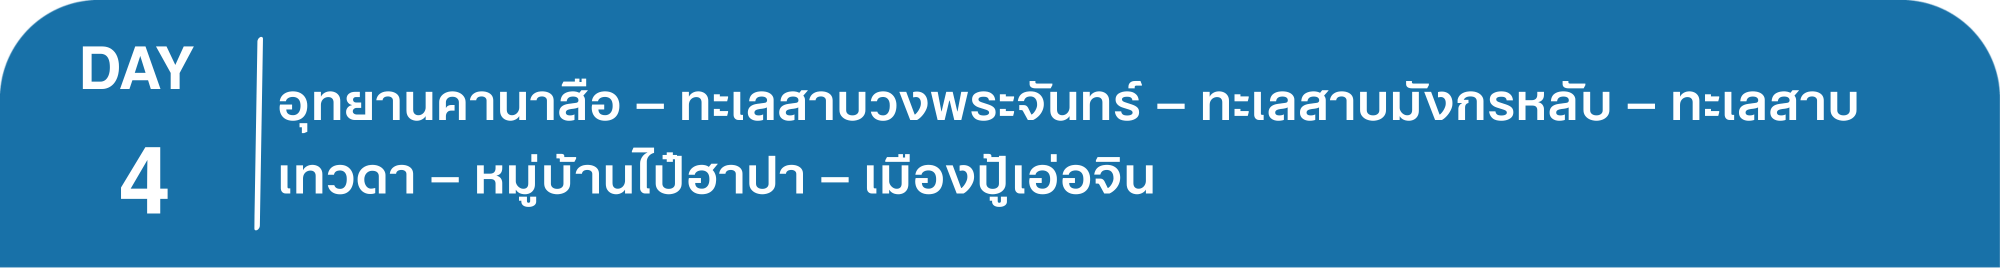 DAY
4
อุทยานคานาสือ – ทะเลสาบวงพระจันทร์ – ทะเลสาบมังกรหลับ – ทะเลสาบ
เทวดา – หมู่บ้านไป๋ฮาปา – เมืองปู้เอ่อจิน